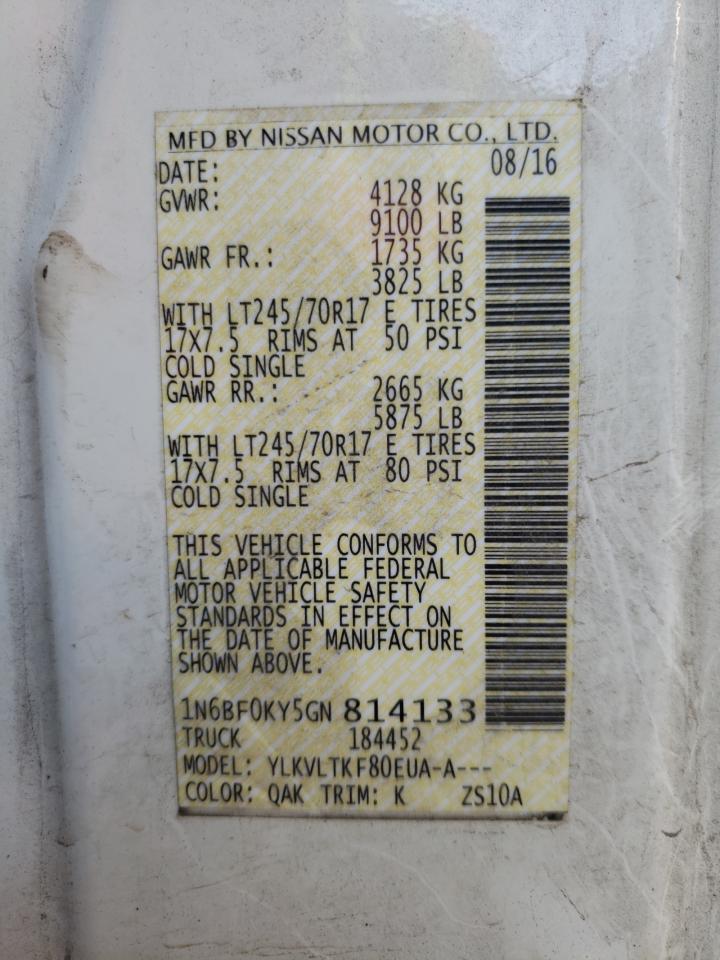 MFD BY NISSAN MOTOR CO., LTD.
DATE: 08/16
GVWR: 4128 KG
9100 LB
GAWR FR.: 1735 KG
3825 LB
WITH LT245/70R17 E TIRES
17X7.5 RIMS AT 50 PSI
COLD SINGLE
GAWR RR.: 2665 KG
5875 LB
WITH LT245/70R17 E TIRES
17X7.5 RIMS AT 80 PSI
COLD SINGLE
THIS VEHICLE CONFORMS TO
ALL APPLICABLE FEDERAL
MOTOR VEHICLE SAFETY
STANDARDS IN EFFECT ON
THE DATE OF MANUFACTURE
SHOWN ABOVE.
1N6BF0KY5GN 814133
TRUCK 184452
MODEL: YLKVLTKF80EUA-A---
COLOR: QAK TRIM: K ZS10A